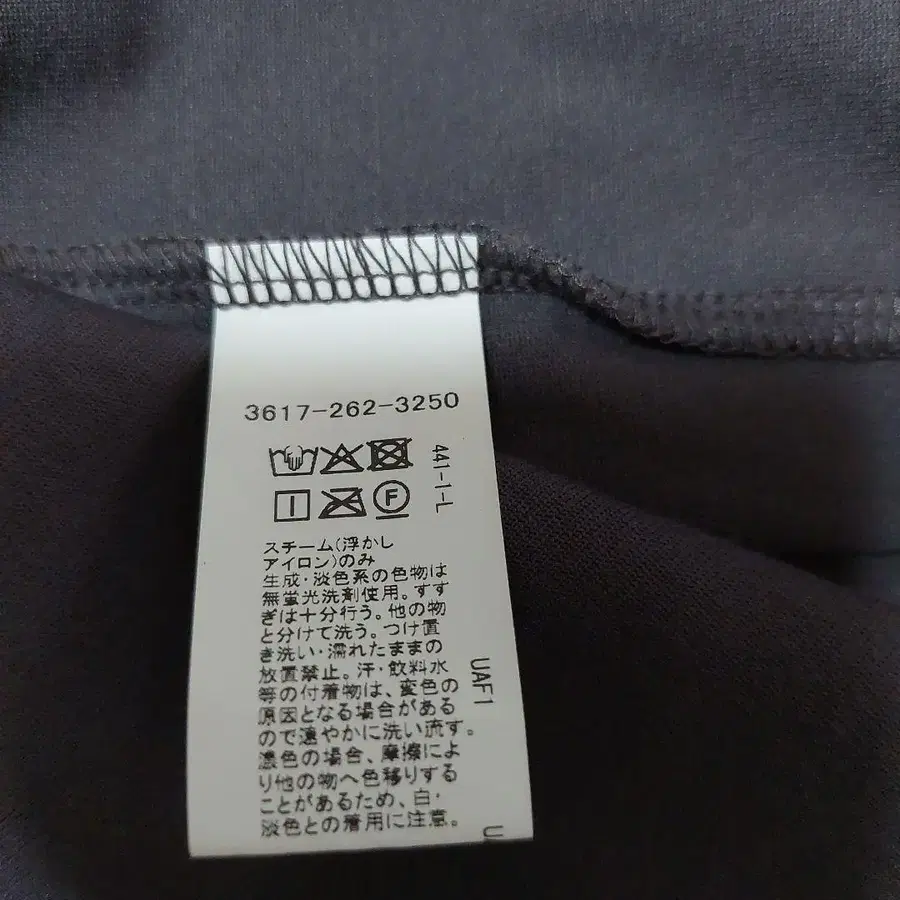 3617-262-3250
441-1-L
F
スチーム(浮かし
アイロン)のみ
生成・淡色系の色物は
無蛍光洗剤使用。すす
ぎは十分行う。他の物
と分けて洗う。つけ置
き洗い・濡れたままの
放置禁止。汗・飲料水
等の付着物は、変色の
原因となる場合がある
ので速やかに洗い流す。
濃色の場合、摩擦によ
り他の物へ色移りする
ことがあるため、白・
淡色との着用に注意。
UAF1